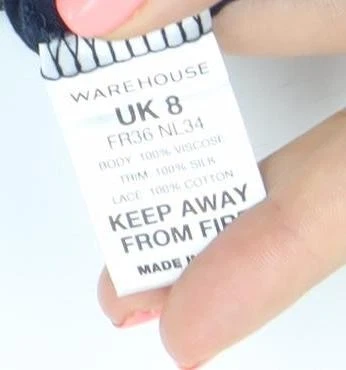 WAREHOUSE
UK 8
FR36 NL34
BODY 100% VISCOSE
TRIM 100% SILK
LACE 100% COTTON
KEEP AWAY
FROM
MADE